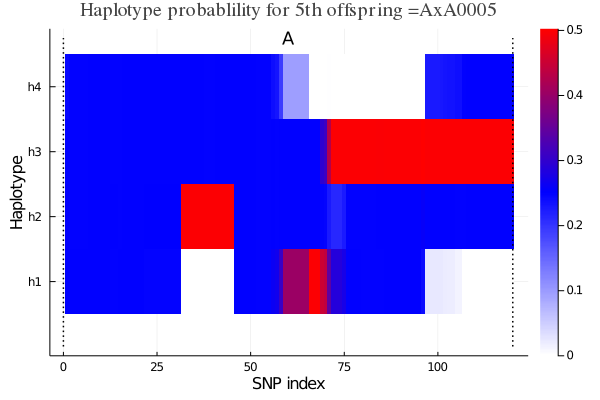 Haplotype probablility for 5th offspring =AxA0005
A
Haplotype
h4
h3
h2
h1
0
25
50
75
100
SNP index
0.5
0.4
0.3
0.2
0.1
0